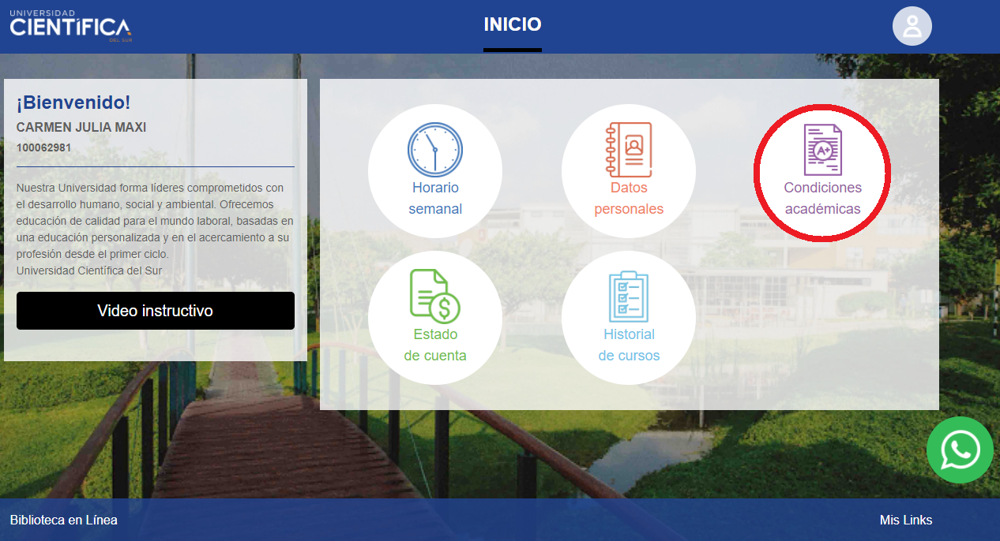 UNIVERSIDAD
CIENTÍFICA
DEL SUR
INICIO
¡Bienvenido!
CARMEN JULIA MAXI
100062981
Nuestra Universidad forma líderes comprometidos con
el desarrollo humano, social y ambiental. Ofrecemos
educación de calidad para el mundo laboral, basadas en
una educación personalizada y en el acercamiento a su
profesión desde el primer ciclo.
Universidad Científica del Sur
Video instructivo
Horario
semanal
Datos
personales
A+
Condiciones
académicas
$
Estado
de cuenta
Historial
de cursos
Biblioteca en Línea
Mis Links